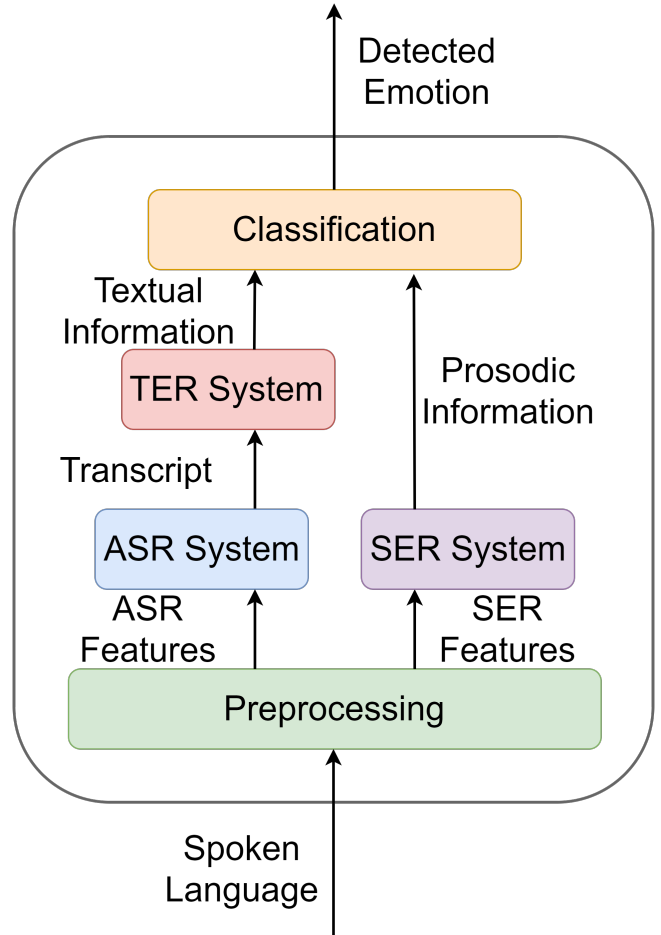 Detected
Emotion
Classification
Textual
Information
TER System
Prosodic
Information
Transcript
ASR System
SER System
ASR
Features
SER
Features
Preprocessing
Spoken
Language